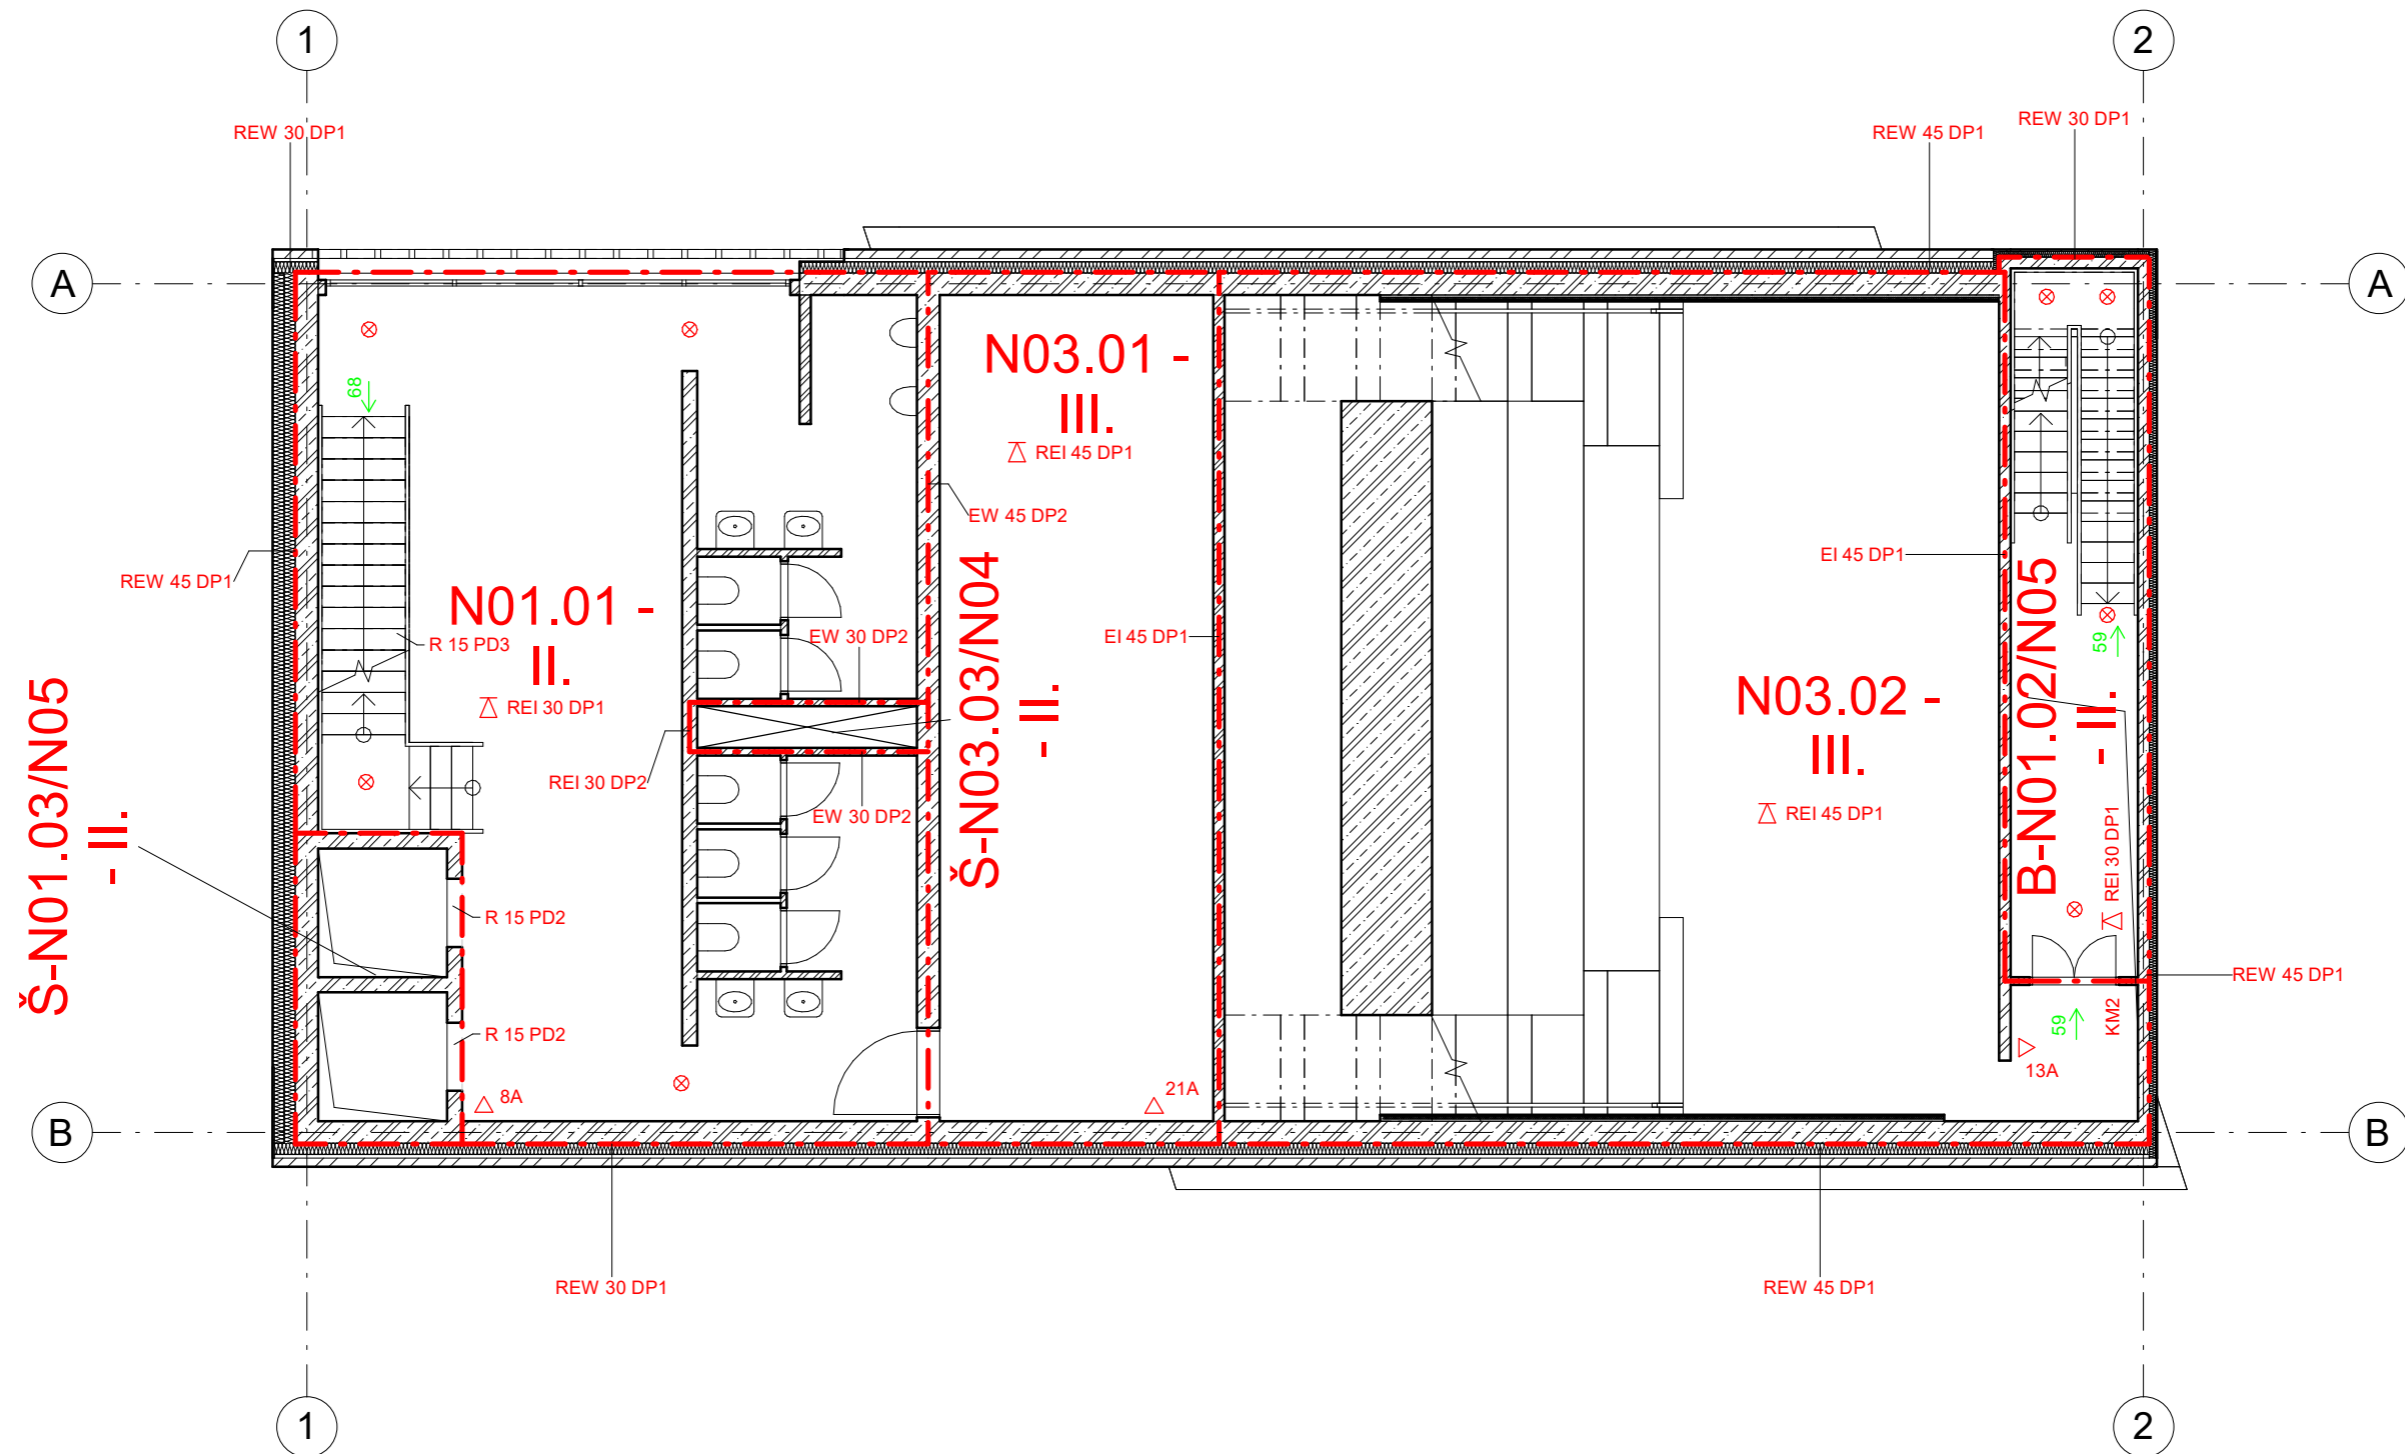 1
2
REW 30 DP1
REW 45 DP1
REW 30 DP1
A
A
N03.01 -
III.
REI 45 DP1
68
EW 45 DP2
REW 45 DP1
EI 45 DP1
N01.01 -
II.
REI 30 DP1
R 15 PD3
EW 30 DP2
EI 45 DP1
59
Š-N03.03/N04
- II.
B-N01.02/N05
- II.
N03.02 -
III.
REI 45 DP1
Š-N01.03/N05
- II.
REI 30 DP2
EW 30 DP2
REI 30 DP1
R 15 PD2
REW 45 DP1
R 15 PD2
59
KM2
13A
8A
21A
B
B
REW 30 DP1
REW 45 DP1
1
2